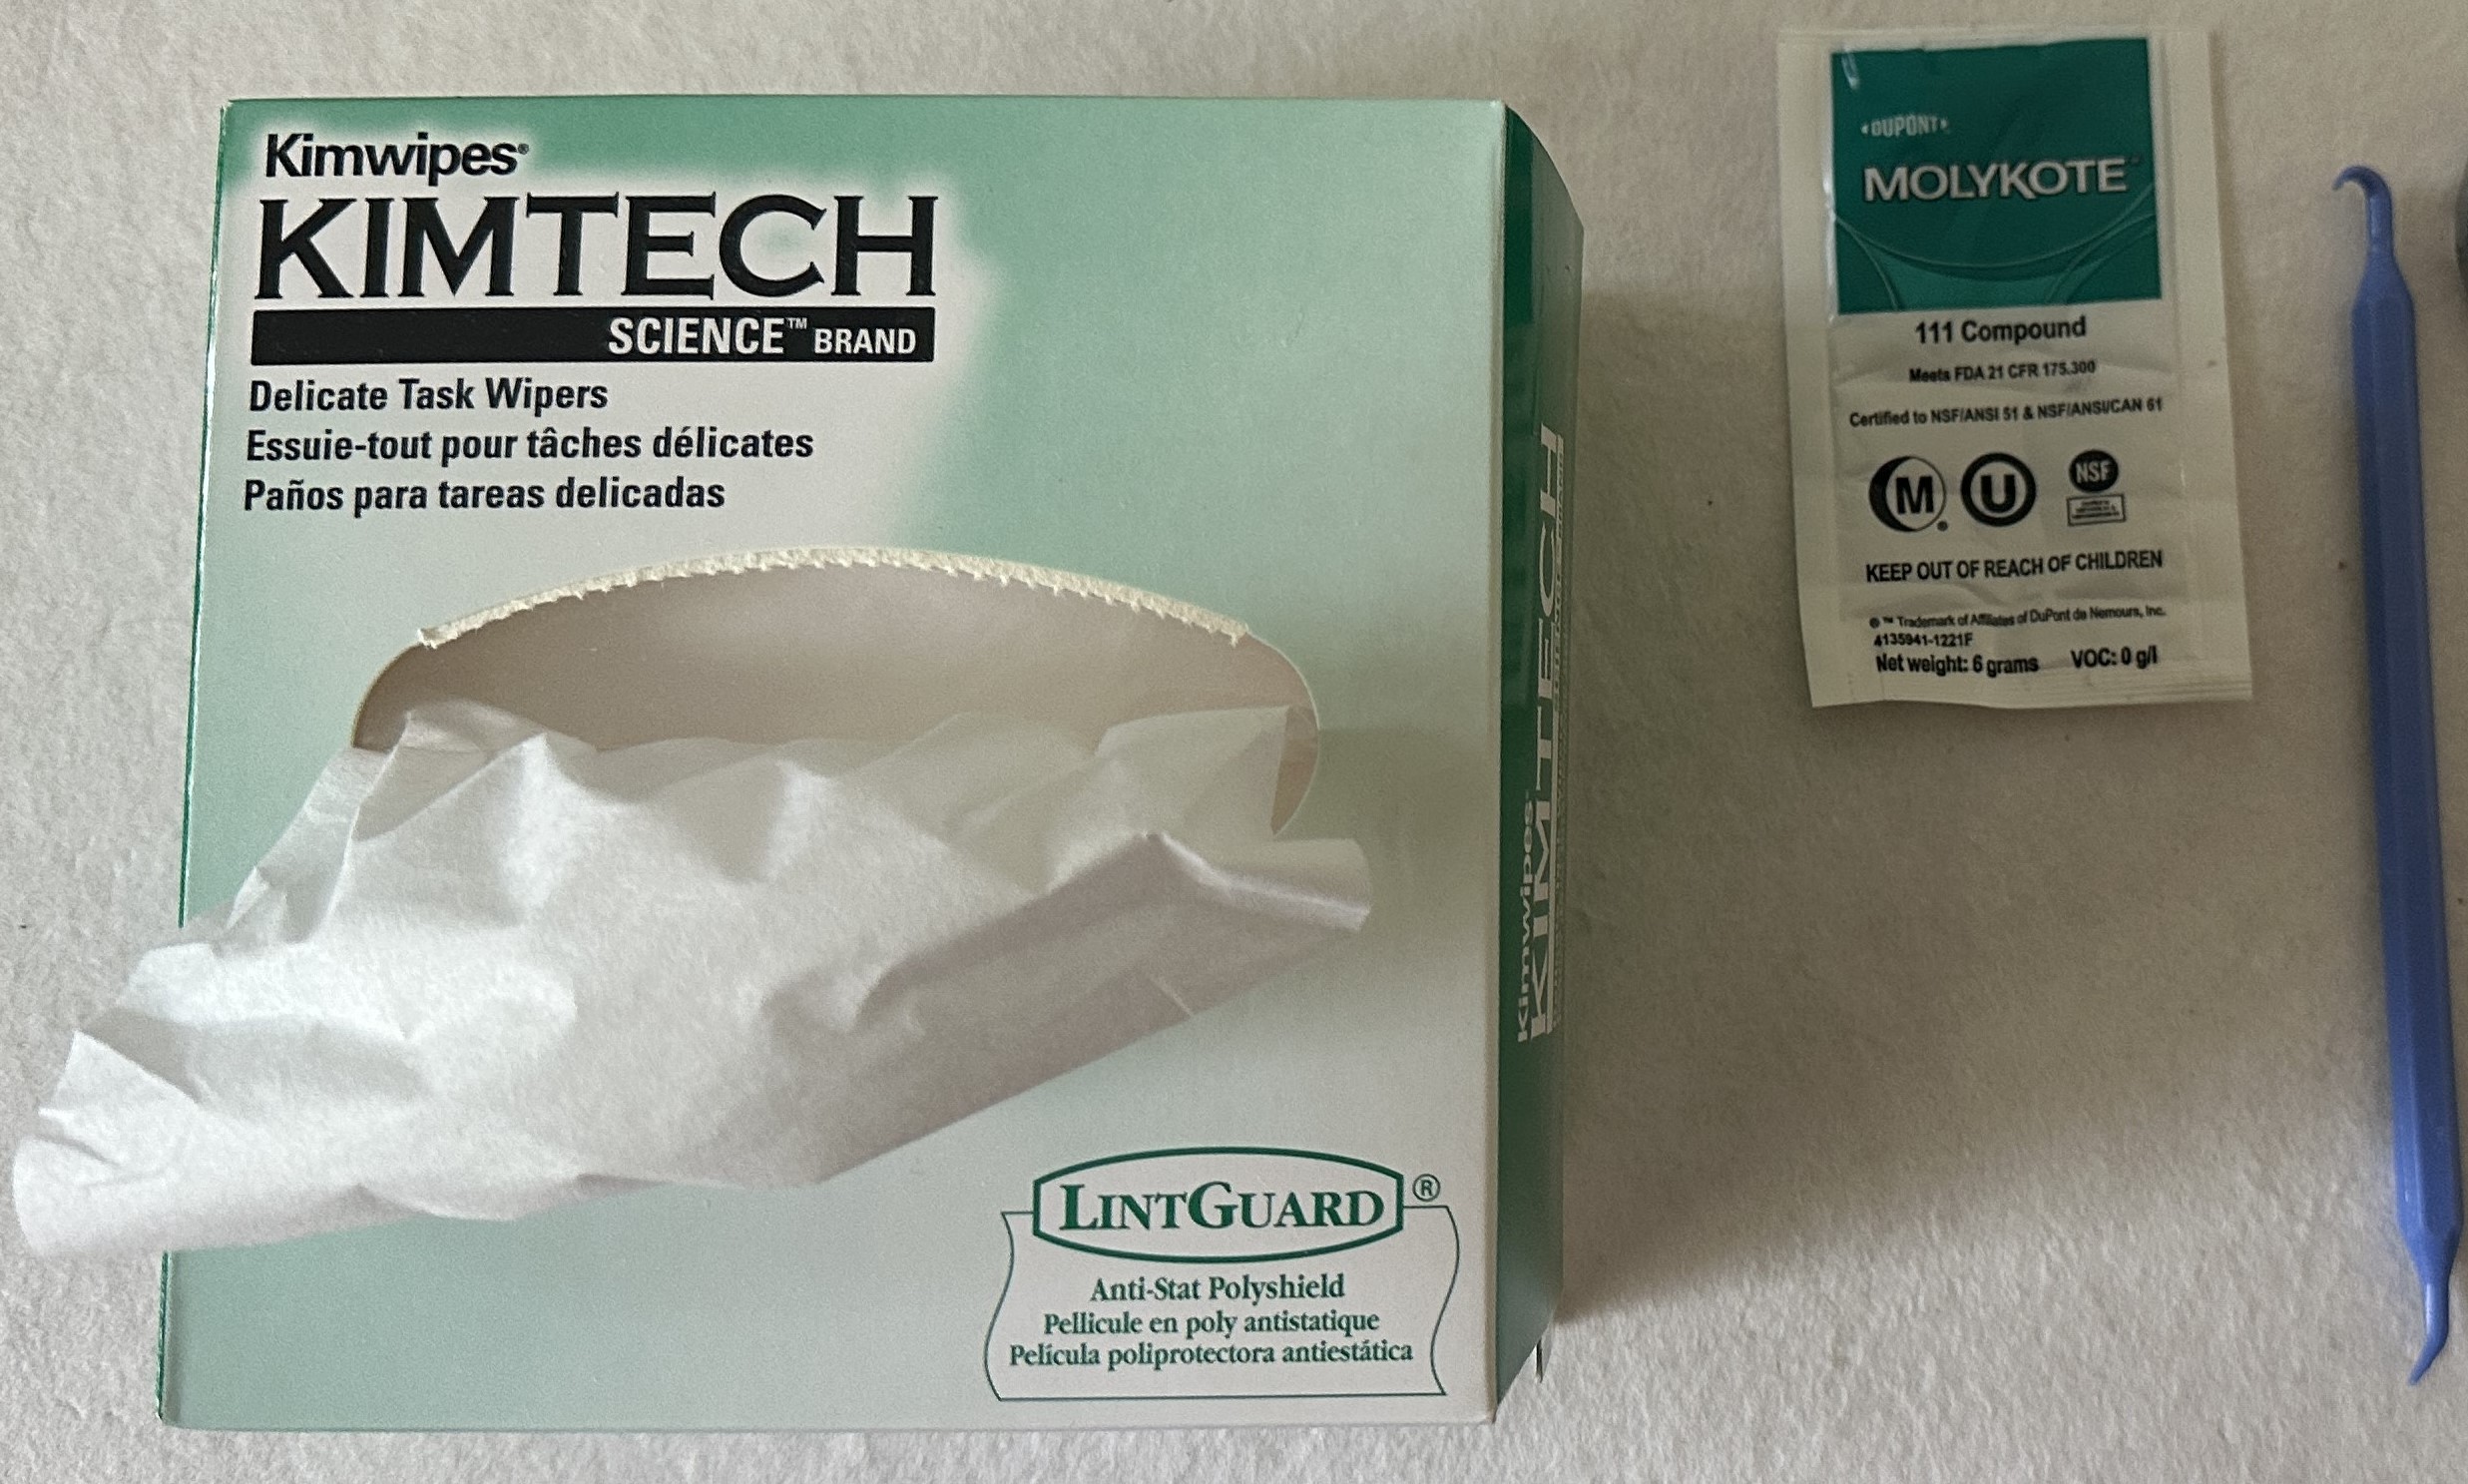 Kimwipes®
KIMTECH
SCIENCE™ BRAND
Delicate Task Wipers
Essuie-tout pour tâches délicates
Paños para tareas delicadas
LINTGUARD®
Anti-Stat Polyshield
Pellicule en poly antistatique
Película poliprotectora antiestática
Kimwipes
KIMTECH
DUPONT
MOLYKOTE™
111 Compound
Meets FDA 21 CFR 175.300
Certified to NSF/ANSI 51 & NSF/ANSI/CAN 61
M® U NSF
KEEP OUT OF REACH OF CHILDREN
® ™ Trademark of Affiliates of DuPont de Nemours, Inc.
4135941-1221F
Net weight: 6 grams VOC: 0 g/l